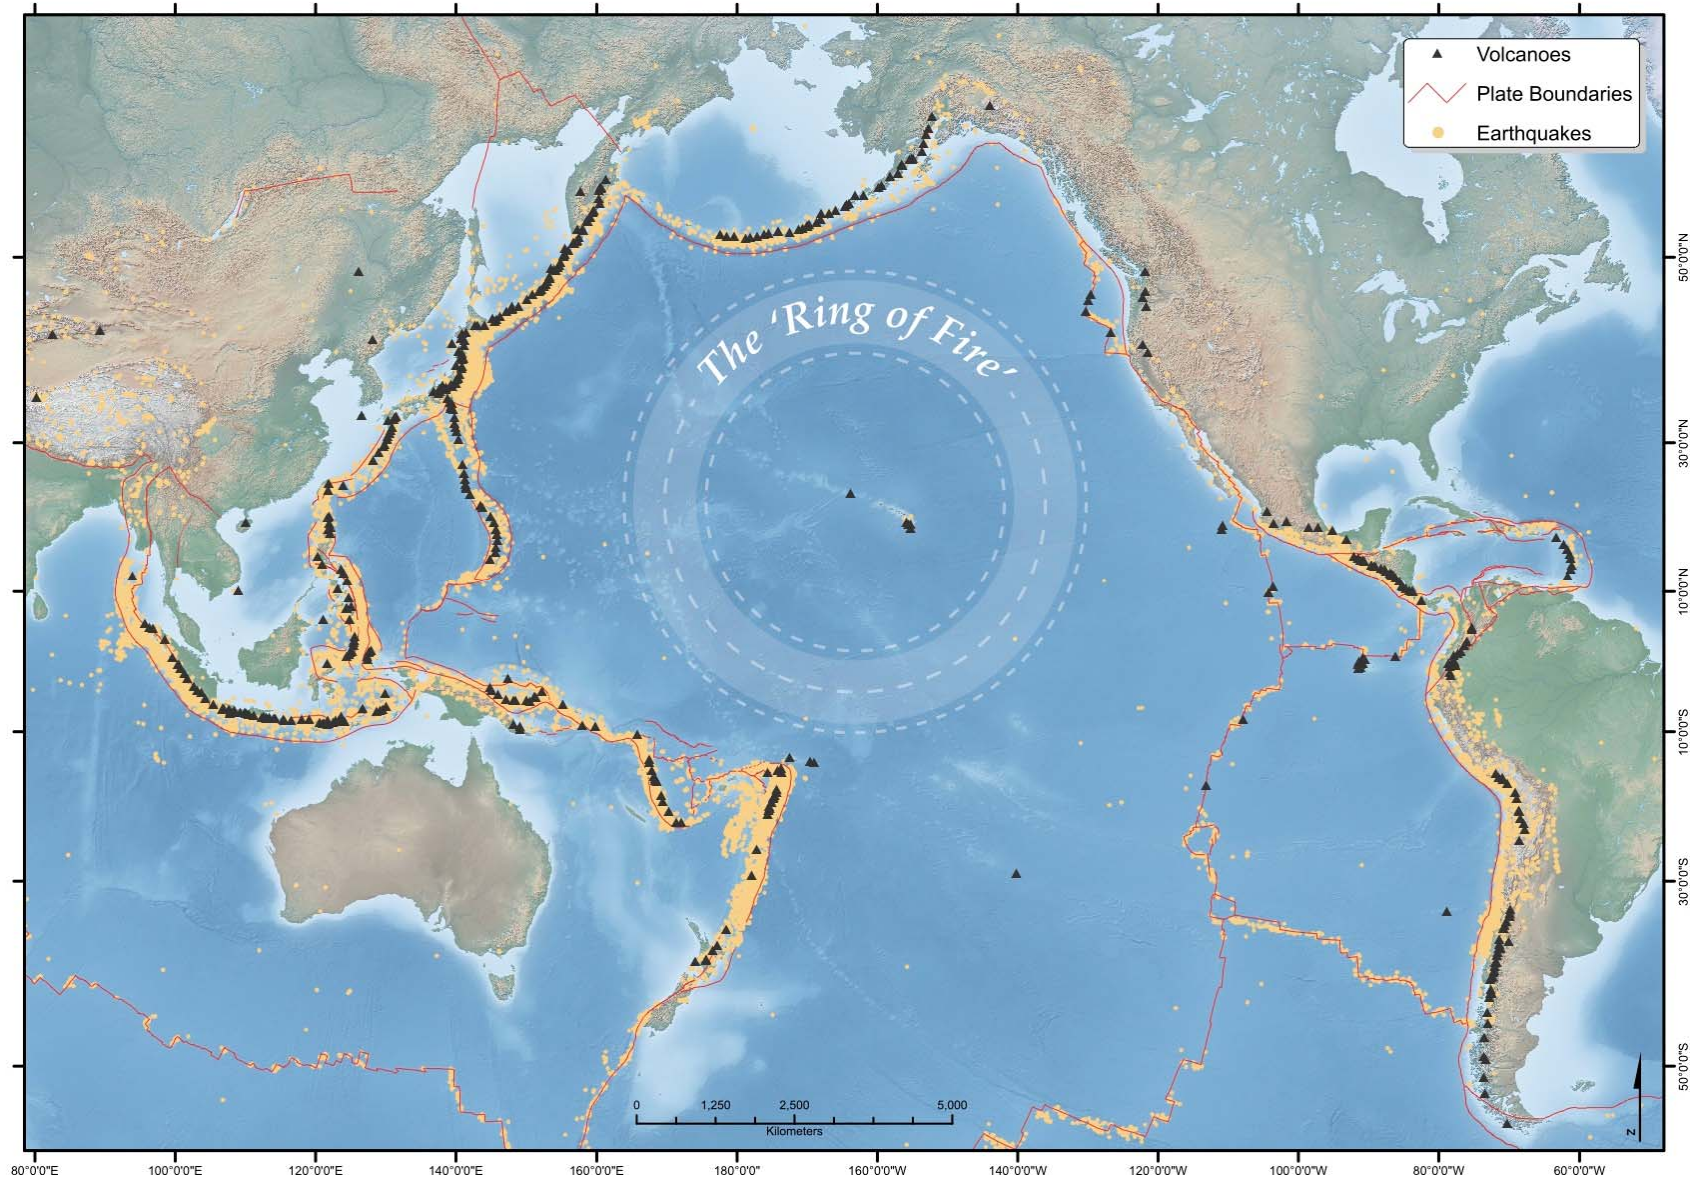 Volcanoes
Plate Boundaries
Earthquakes
The 'Ring of Fire'
50°0'0"N
30°0'0"N
10°0'0"N
10°0'0"S
30°0'0"S
50°0'0"S
0 1,250 2,500 5,000
Kilometers
N
80°0'0"E 100°0'0"E 120°0'0"E 140°0'0"E 160°0'0"E 180°0'0" 160°0'0"W 140°0'0"W 120°0'0"W 100°0'0"W 80°0'0"W 60°0'0"W